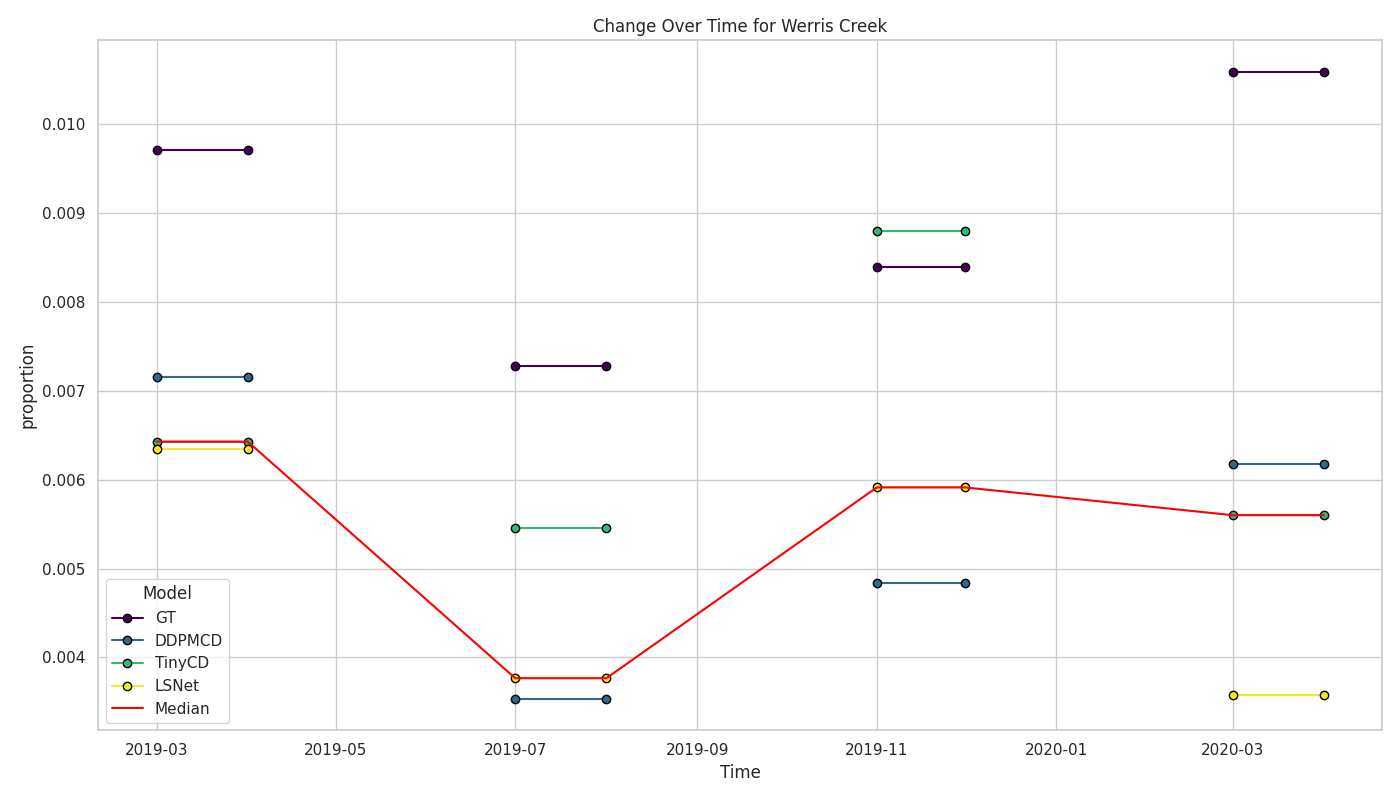 Change Over Time for Werris Creek
proportion
0.010
0.009
0.008
0.007
0.006
0.005
0.004
Model
GT
DDPMCD
TinyCD
LSNet
Median
2019-03
2019-05
2019-07
2019-09
2019-11
2020-01
2020-03
Time